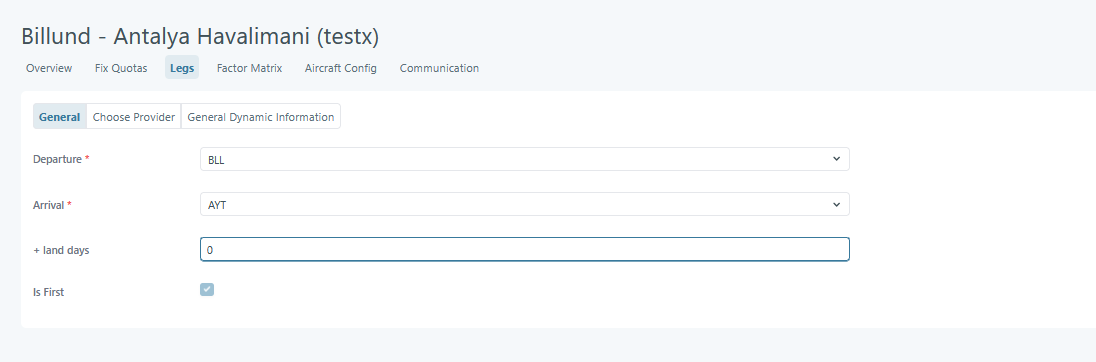 Billund - Antalya Havalimani (testx)
Overview Fix Quotas Legs Factor Matrix Aircraft Config Communication
General Choose Provider General Dynamic Information
Departure * BLL
Arrival * AYT
+ land days 0
Is First